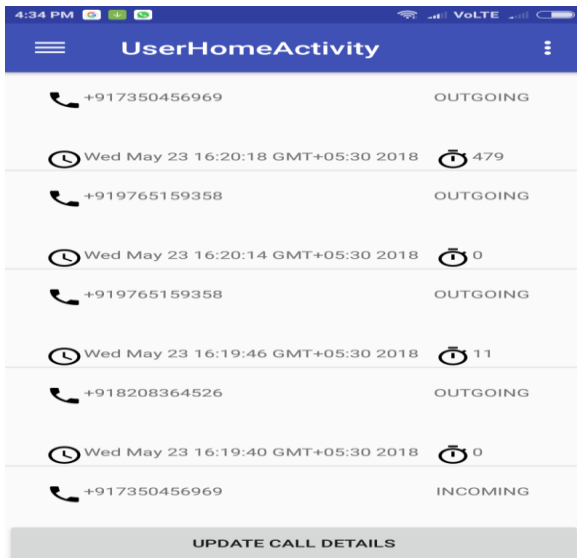 4:34 PM VoLTE
UserHomeActivity
+917350456969 OUTGOING
Wed May 23 16:20:18 GMT+05:30 2018 479
+919765159358 OUTGOING
Wed May 23 16:20:14 GMT+05:30 2018 0
+919765159358 OUTGOING
Wed May 23 16:19:46 GMT+05:30 2018 11
+918208364526 OUTGOING
Wed May 23 16:19:40 GMT+05:30 2018 0
+917350456969 INCOMING
UPDATE CALL DETAILS